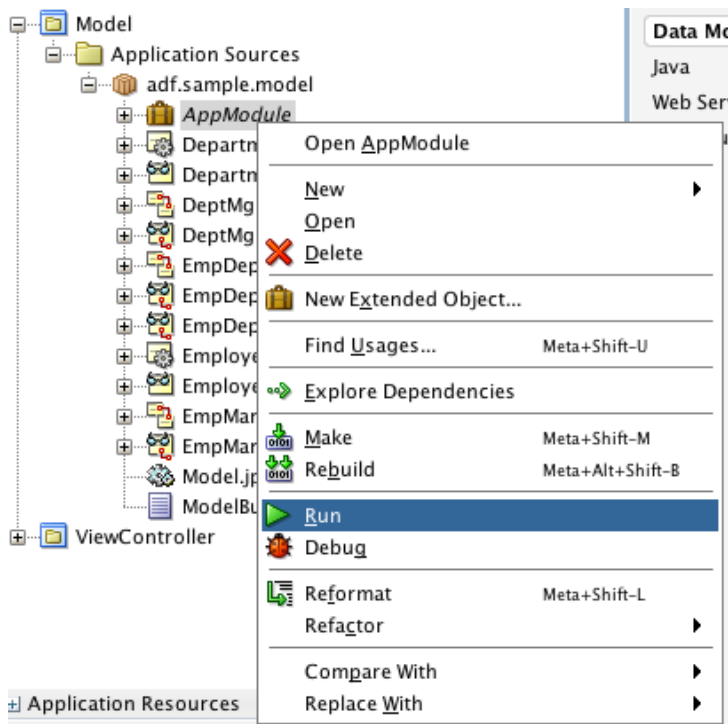 Model
Application Sources
adf.sample.model
AppModule
Departm
Departm
DeptMg
DeptMg
EmpDep
EmpDep
EmpDep
Employe
Employe
EmpMar
EmpMar
Model.jp
ModelBu
ViewController
Application Resources
Data Mo
Java
Web Ser
Open AppModule
New
Open
Delete
New Extended Object...
Find Usages... Meta+Shift-U
Explore Dependencies
Make Meta+Shift-M
Rebuild Meta+Alt+Shift-B
Run
Debug
Reformat Meta+Shift-L
Refactor
Compare With
Replace With